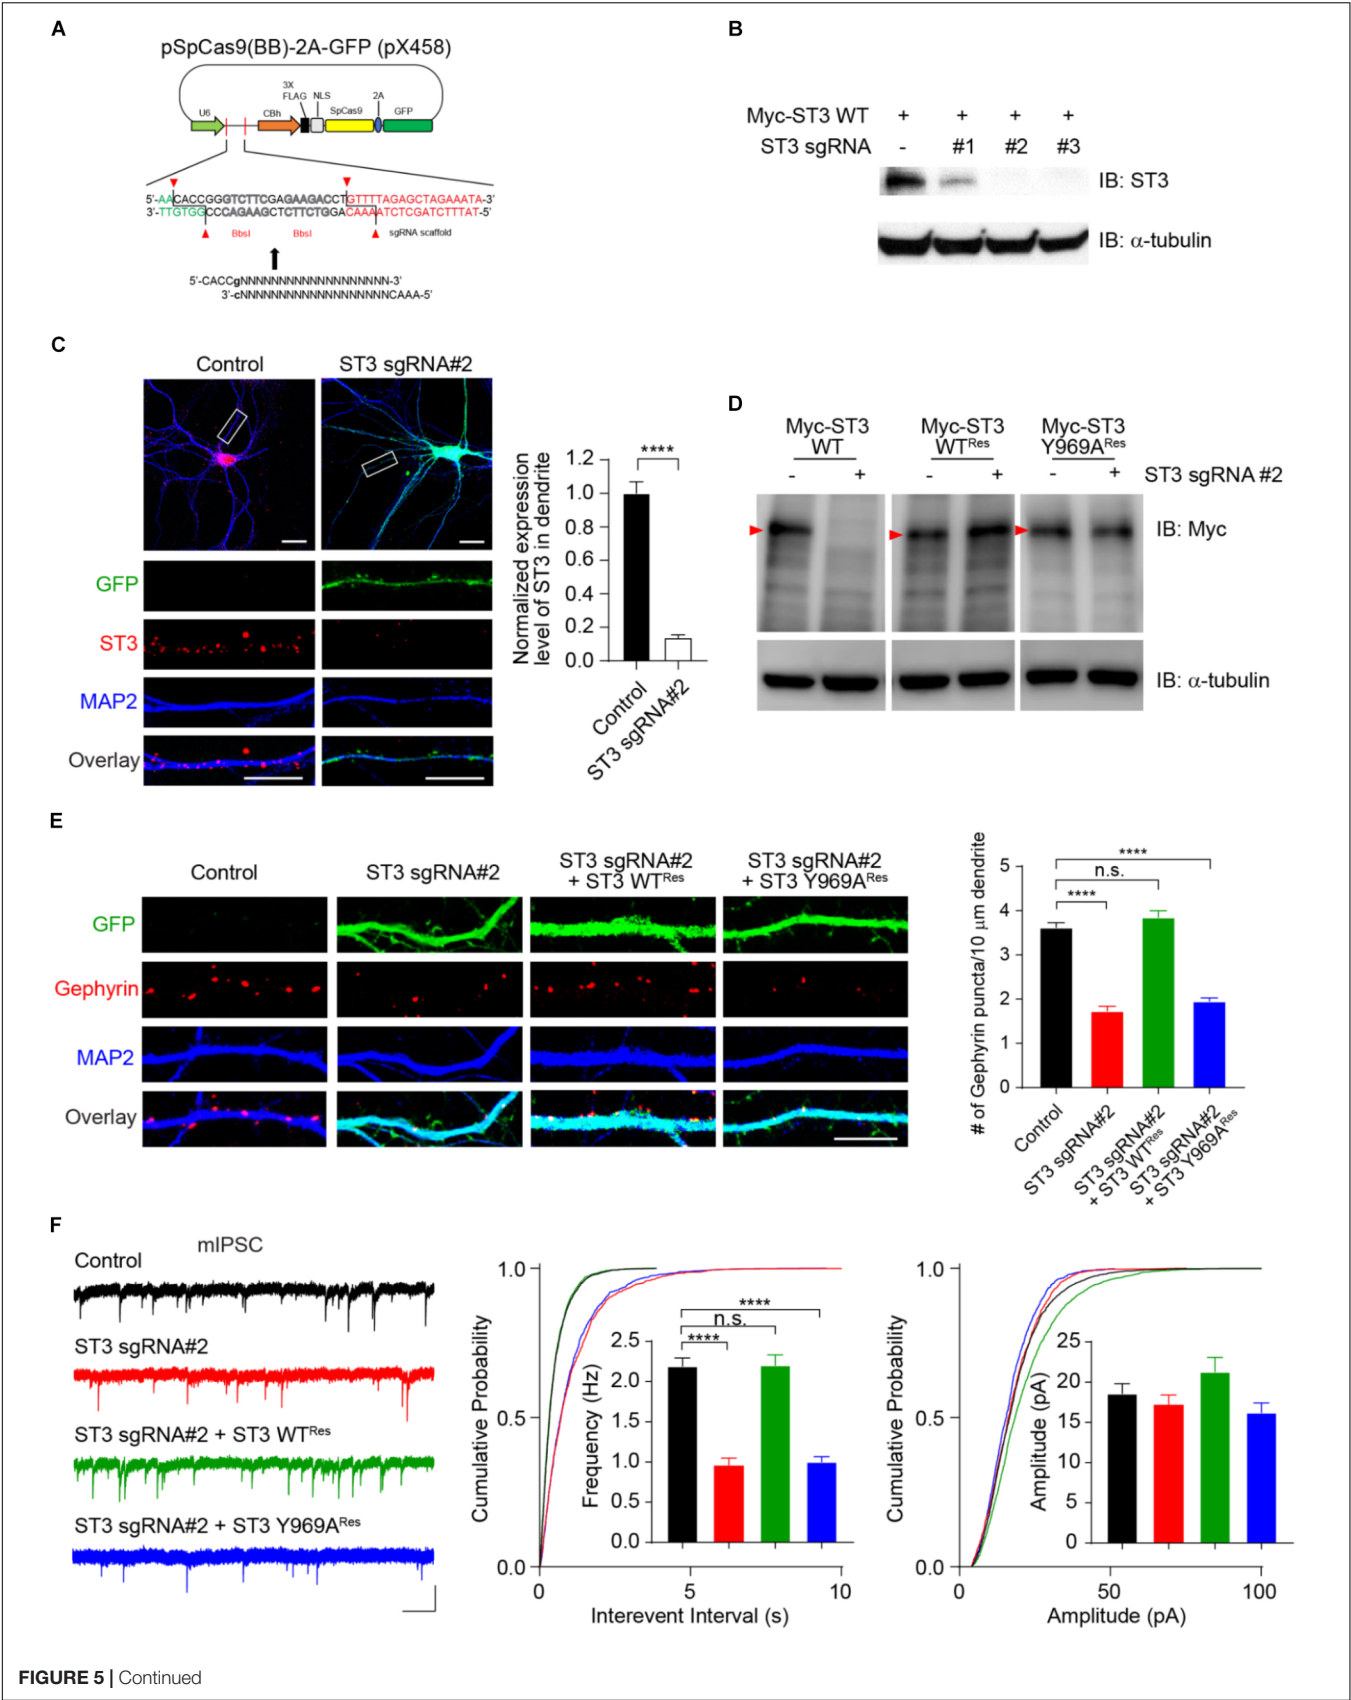 A
pSpCas9(BB)-2A-GFP (pX458)
3X
FLAG
NLS
2A
U6
CBh
SpCas9
GFP
5'-AACACCGGGTCTTCGAGAAGACCTGTTTTAGAGCTAGAAATA-3'
3'-TTGTGGCCCAGAAGCTCTTCTGGACAAAATCTCGATCTTTAT-5'
BbsI
BbsI
sgRNA scaffold
5'-CACCgNNNNNNNNNNNNNNNNNNN-3'
3'-cNNNNNNNNNNNNNNNNNNNCAAA-5'
B
Myc-ST3 WT + + + +
ST3 sgRNA - #1 #2 #3
IB: ST3
IB: α-tubulin
C
Control
ST3 sgRNA#2
GFP
ST3
MAP2
Overlay
Normalized expression
level of ST3 in dendrite
1.2
1.0
0.8
0.6
0.4
0.2
0.0
****
Control
ST3 sgRNA#2
D
Myc-ST3
WT
Myc-ST3
WTRes
Myc-ST3
Y969ARes
- + - + - + ST3 sgRNA #2
IB: Myc
IB: α-tubulin
E
Control
ST3 sgRNA#2
ST3 sgRNA#2
+ ST3 WTRes
ST3 sgRNA#2
+ ST3 Y969ARes
GFP
Gephyrin
MAP2
Overlay
# of Gephyrin puncta/10 μm dendrite
5
4
3
2
1
0
****
n.s.
****
Control
ST3 sgRNA#2
ST3 sgRNA#2
+ ST3 WTRes
ST3 sgRNA#2
+ ST3 Y969ARes
F
mIPSC
Control
ST3 sgRNA#2
ST3 sgRNA#2 + ST3 WTRes
ST3 sgRNA#2 + ST3 Y969ARes
Cumulative Probability
1.0
0.5
0.0
0
5
10
Interevent Interval (s)
Frequency (Hz)
2.5
2.0
1.5
1.0
0.5
0.0
****
n.s.
****
Cumulative Probability
1.0
0.5
0.0
0
50
100
Amplitude (pA)
Amplitude (pA)
25
20
15
10
5
0
FIGURE 5 | Continued